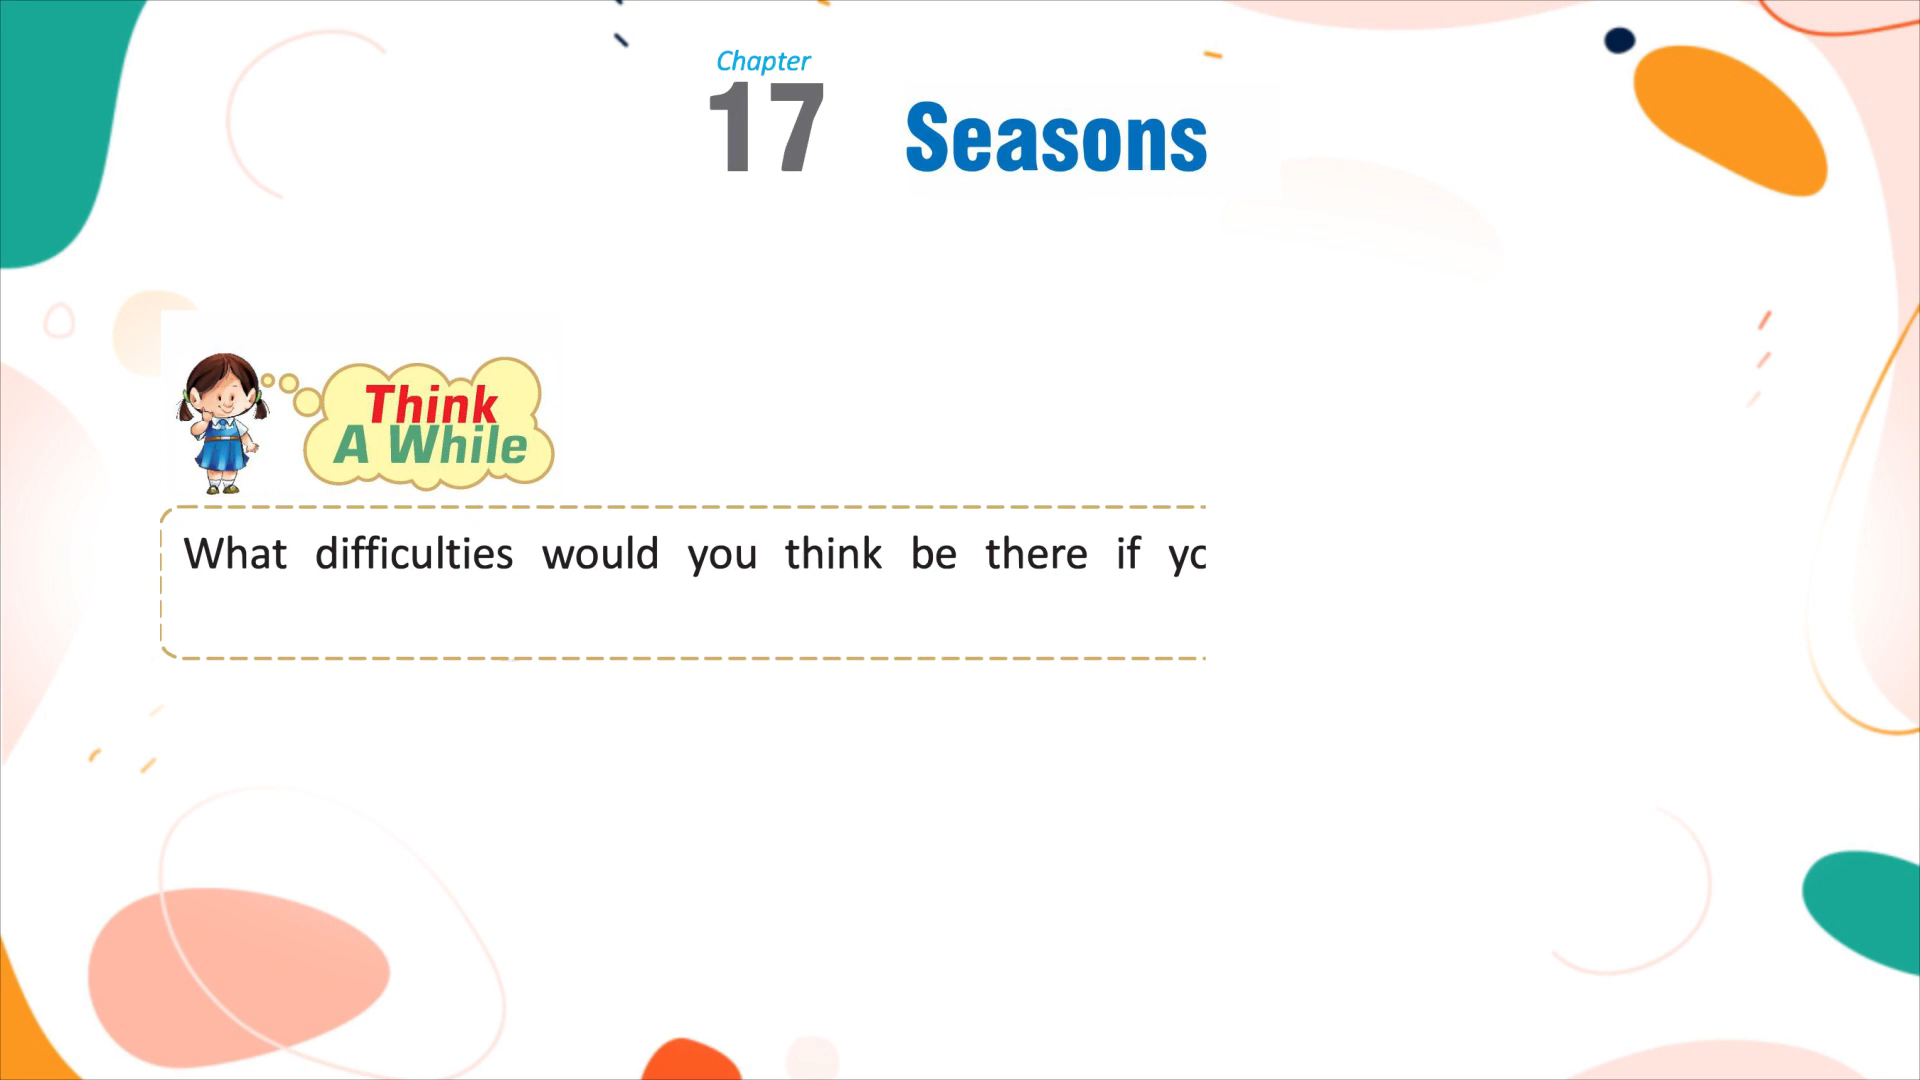 Chapter
17 Seasons
Think
A While
What difficulties would you think be there if